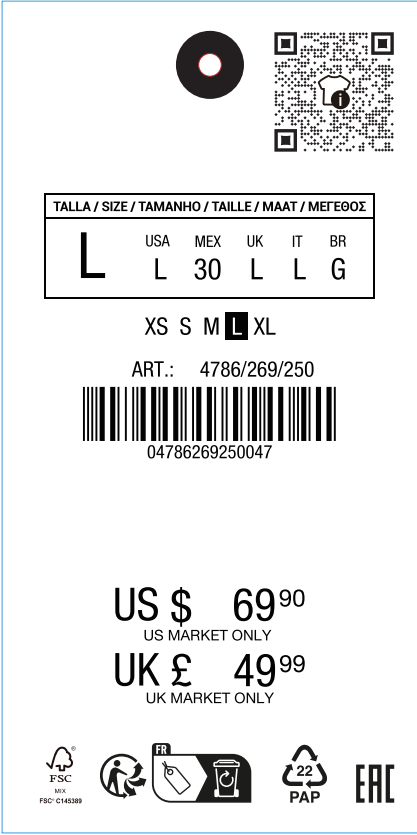 i
TALLA / SIZE / TAMANHO / TAILLE / MAAT / ΜΕΓΕΘΟΣ
L
USA MEX UK IT BR
L 30 L L G
XS S M L XL
ART.: 4786/269/250
04786269250047
US $ 69 90
US MARKET ONLY
UK £ 49 99
UK MARKET ONLY
FR
FSC®
MIX
FSC® C145389
22
PAP
EAC